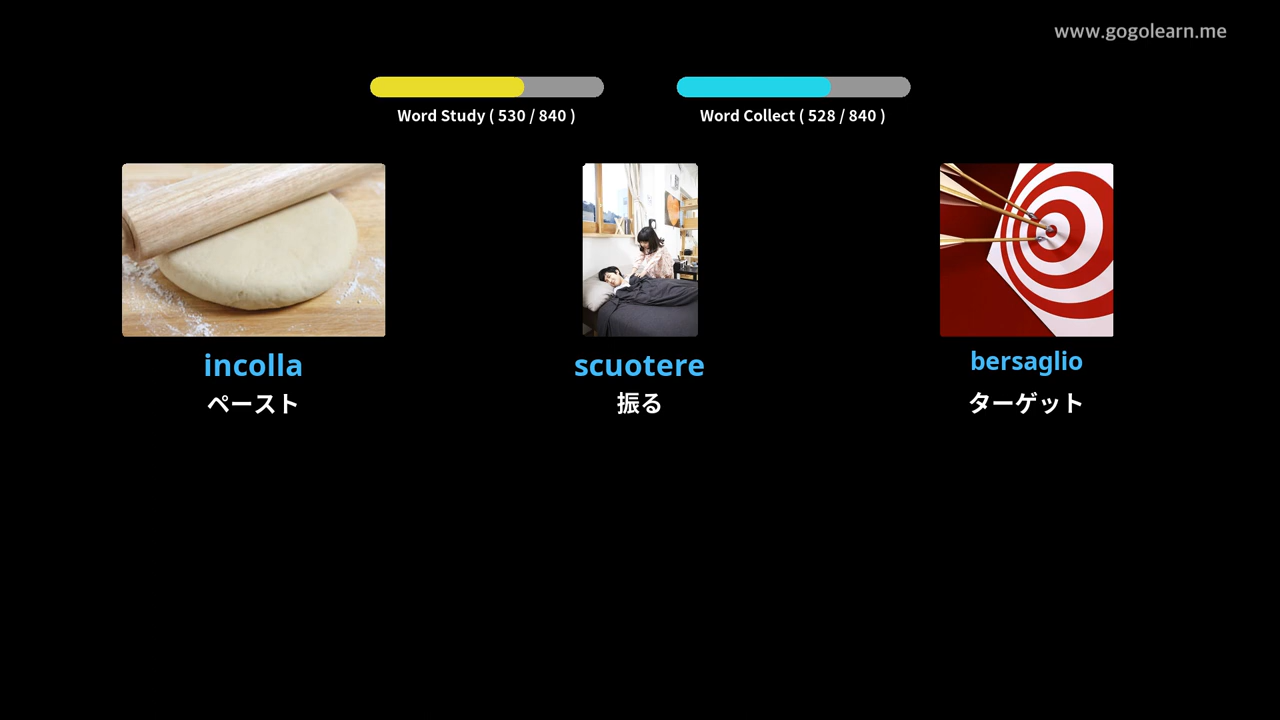 www.gogolearn.me
Word Study ( 530 / 840 )
Word Collect ( 528 / 840 )
incolla
ペースト
scuotere
振る
bersaglio
ターゲット